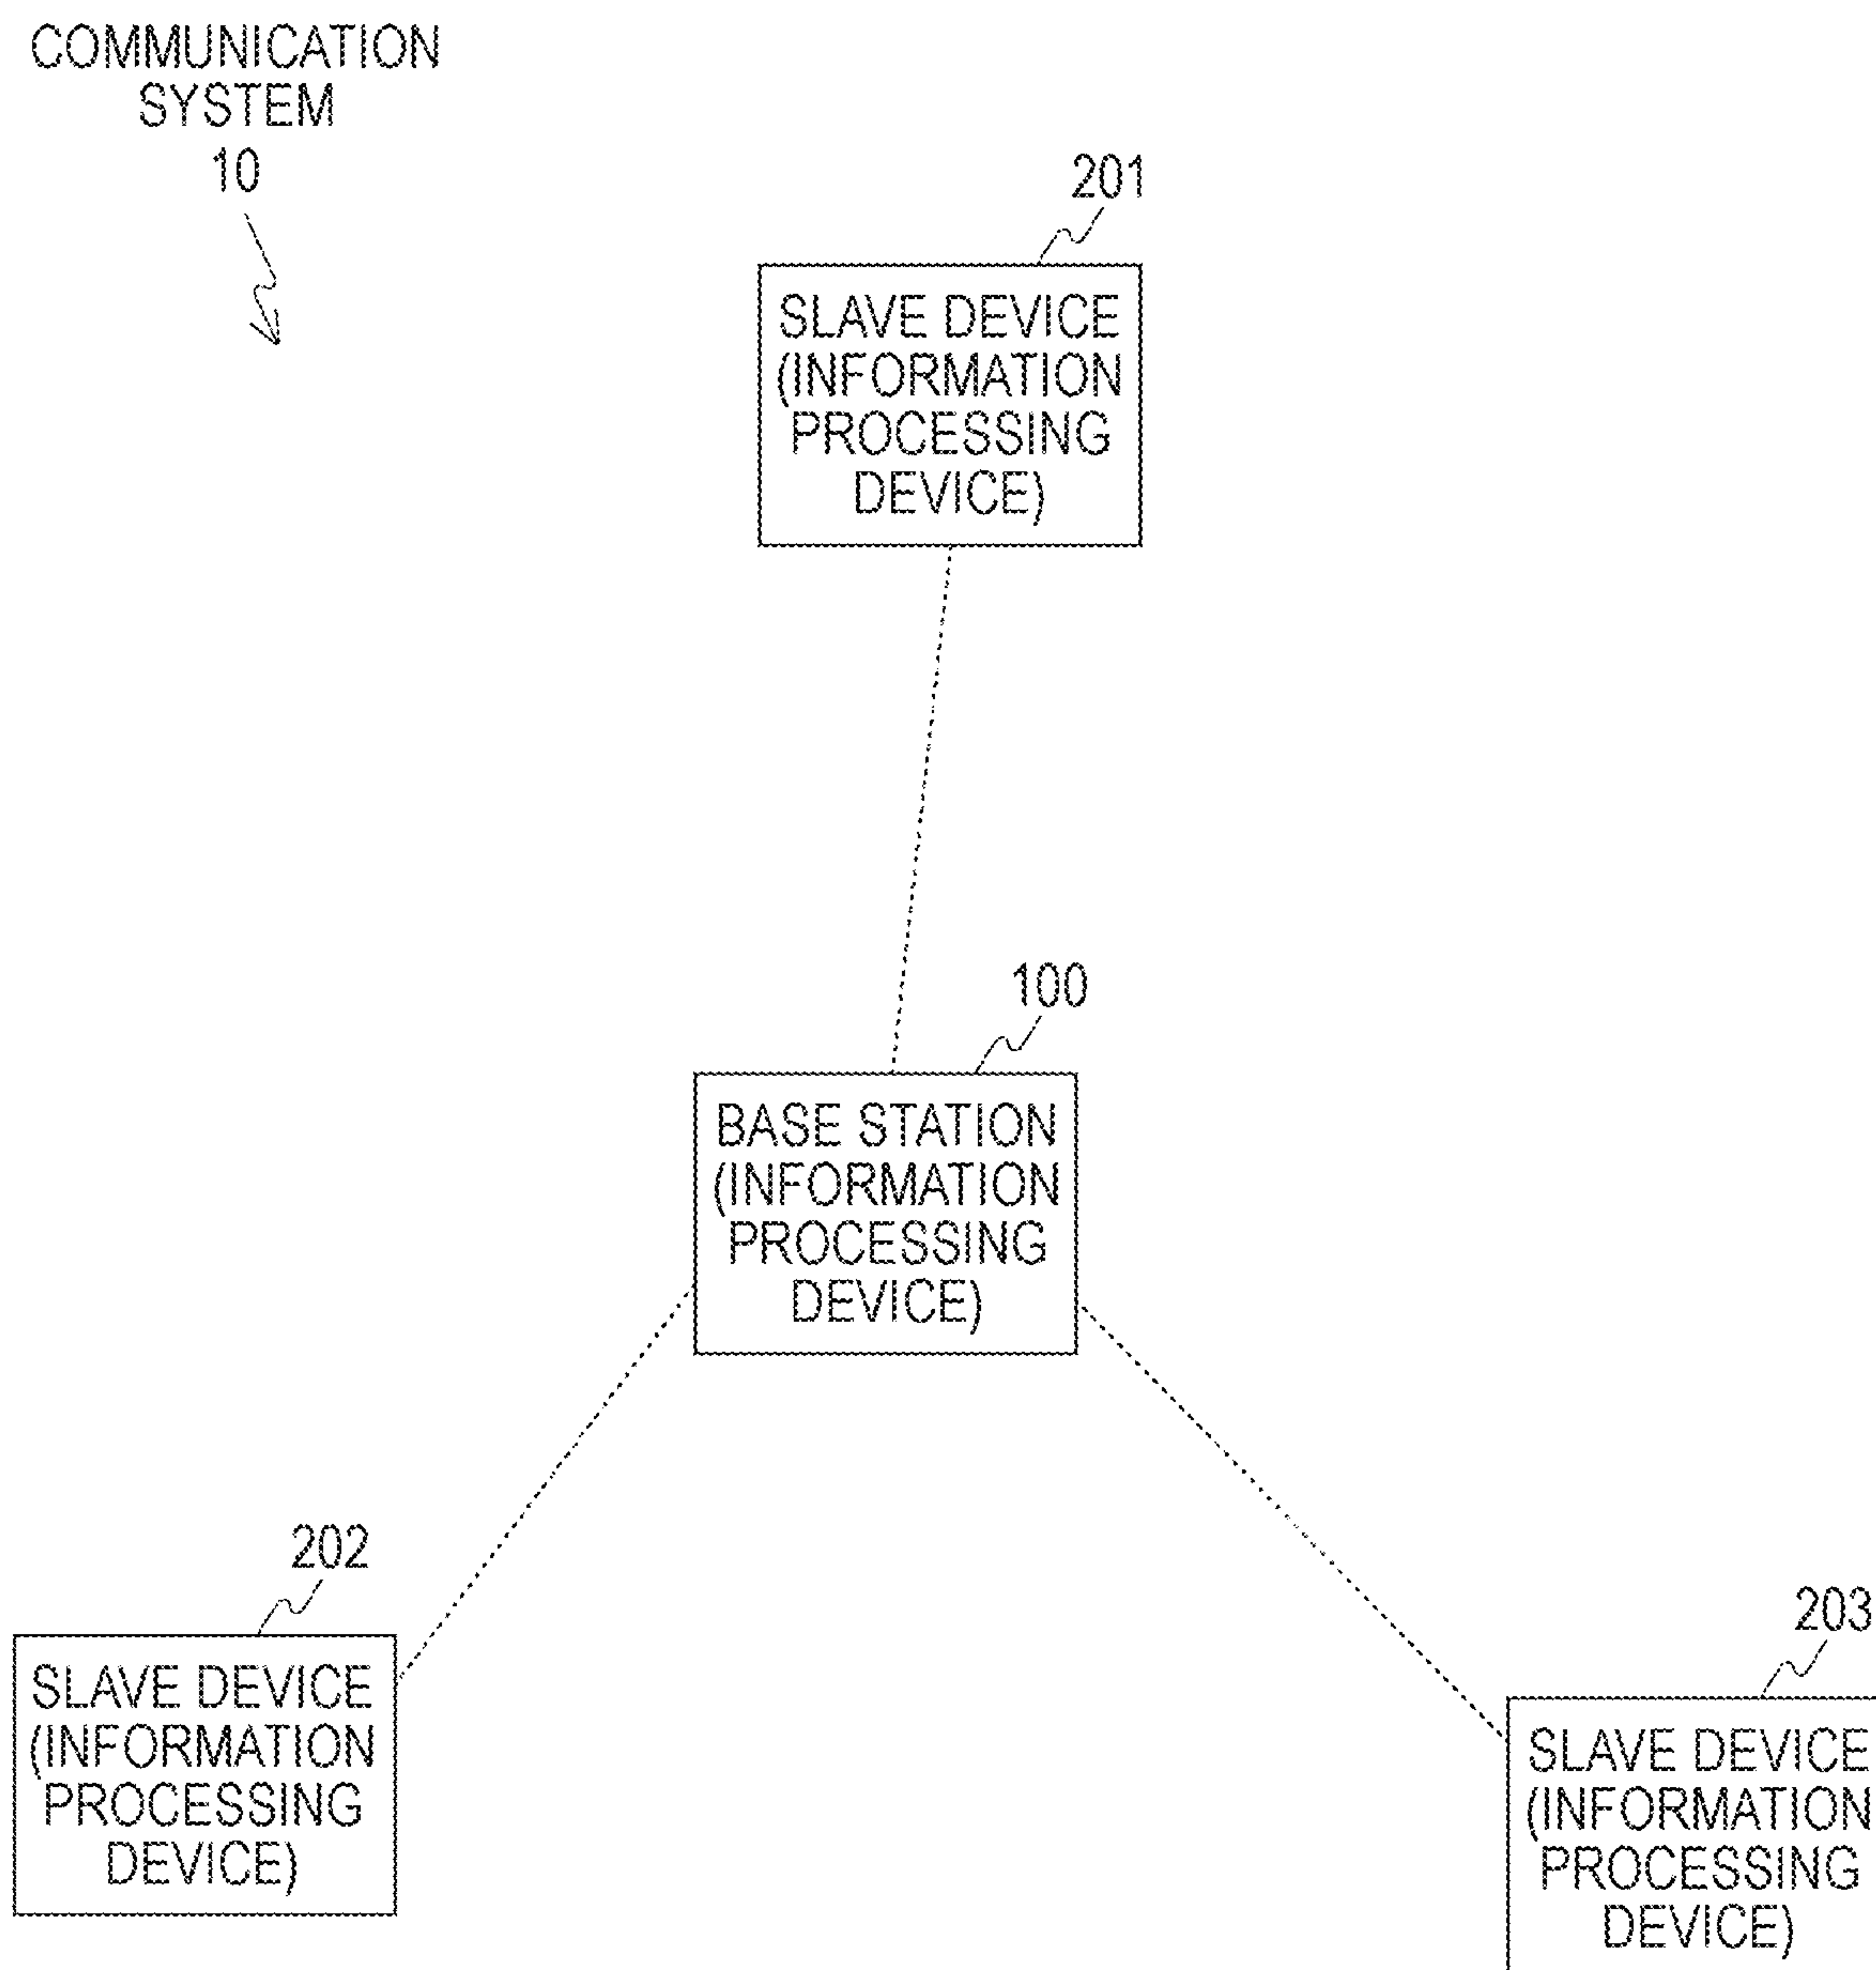 COMMUNICATION
SYSTEM
10
201
SLAVE DEVICE
(INFORMATION
PROCESSING
DEVICE)
100
BASE STATION
(INFORMATION
PROCESSING
DEVICE)
202
SLAVE DEVICE
(INFORMATION
PROCESSING
DEVICE)
203
SLAVE DEVICE
(INFORMATION
PROCESSING
DEVICE)